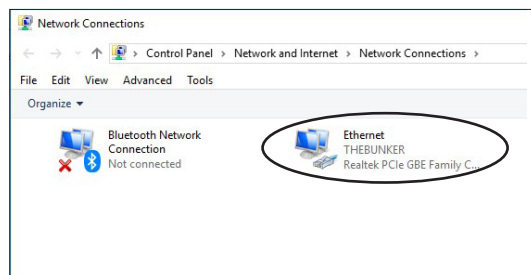 Network Connections
Control Panel > Network and Internet > Network Connections >
File Edit View Advanced Tools
Organize
Bluetooth Network
Connection
Not connected
Ethernet
THEBUNKER
Realtek PCIe GBE Family C...